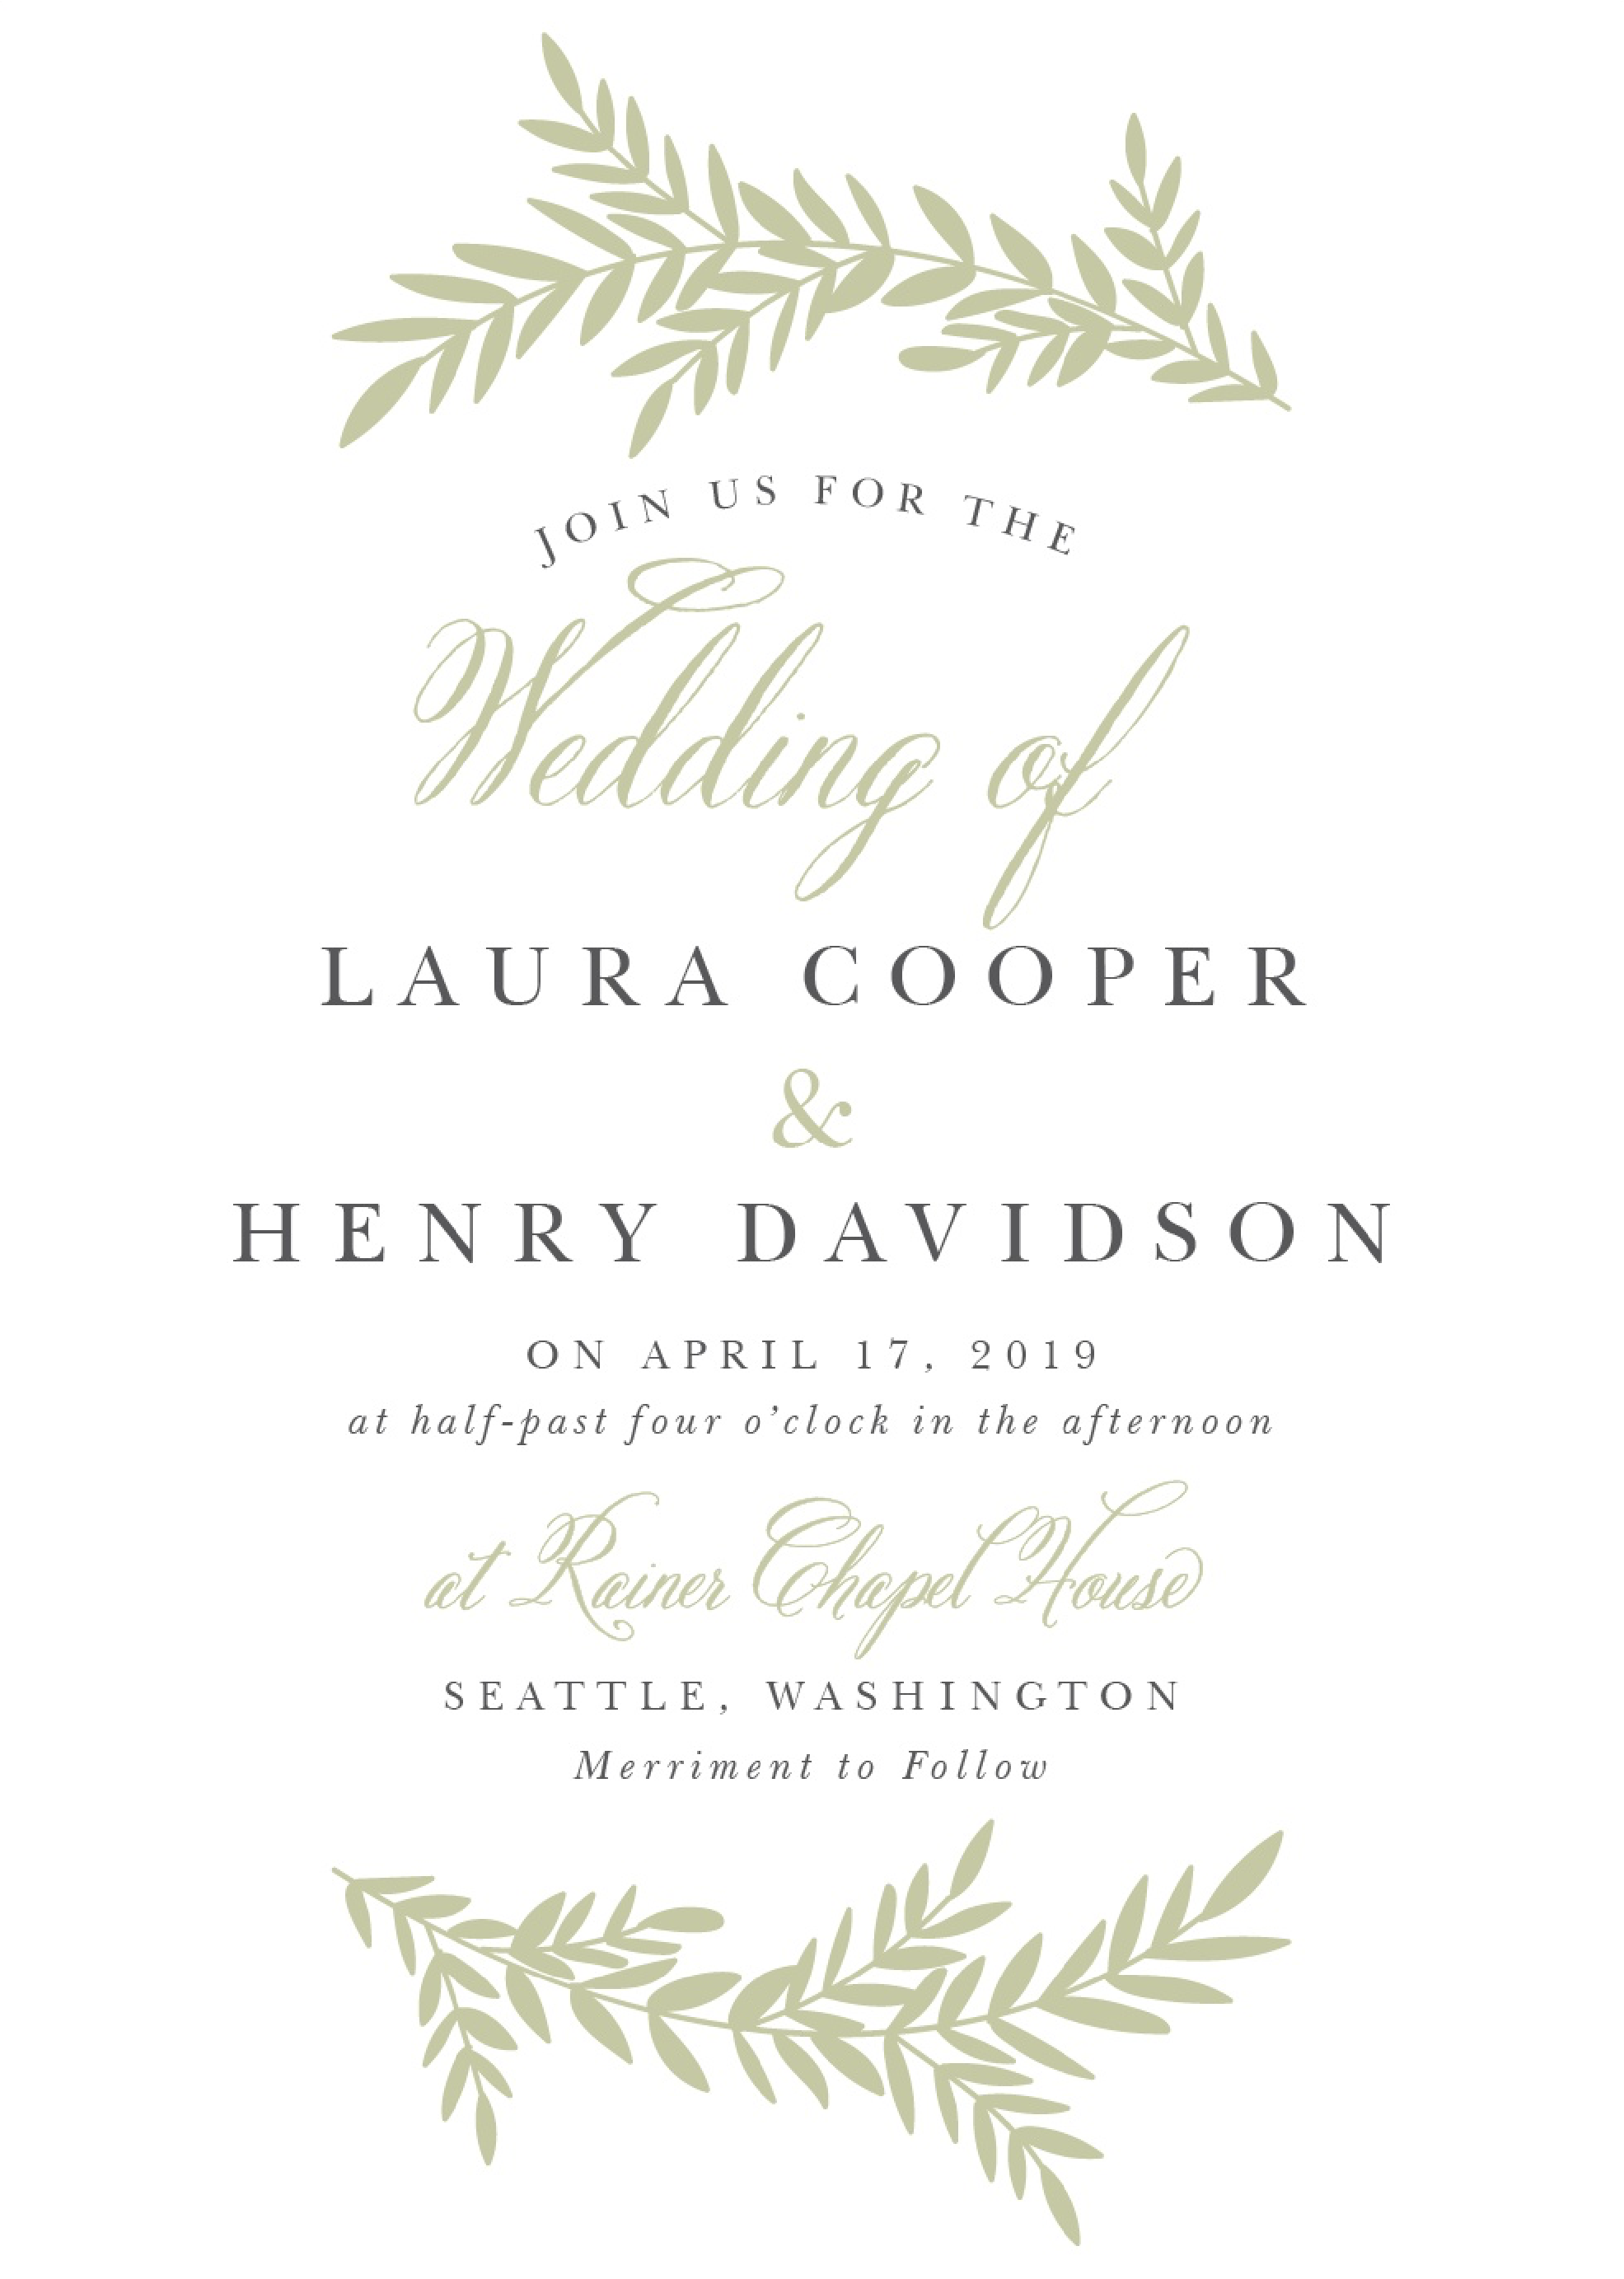 JOIN US FOR THE
Wedding of
LAURA COOPER
&
HENRY DAVIDSON
ON APRIL 17, 2019
at half-past four o’clock in the afternoon
at Rainer Chapel House
SEATTLE, WASHINGTON
Merriment to Follow